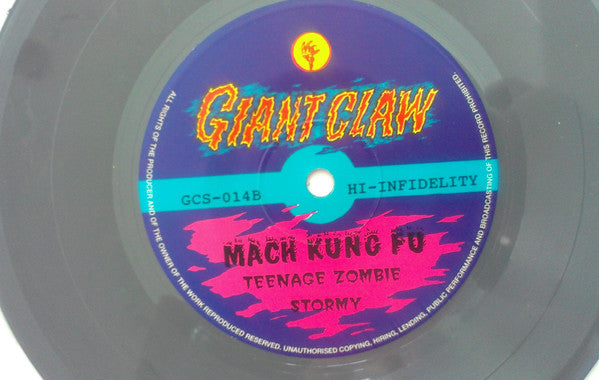 GIANT CLAW
GCS-014B
HI-INFIDELITY
MACH KUNG FU
TEENAGE ZOMBIE
STORMY
ALL RIGHTS OF THE PRODUCER AND OF THE OWNER OF THE WORK REPRODUCED RESERVED. UNAUTHORISED COPYING, HIRING, LENDING, PUBLIC PERFORMANCE AND BROADCASTING OF THIS RECORD PROHIBITED.